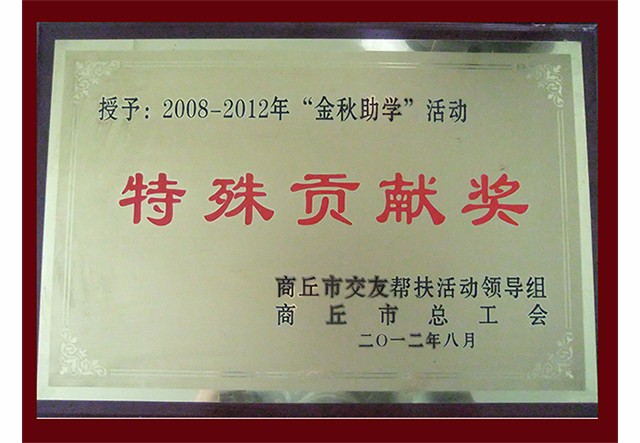 授予：2008-2012年“金秋助学”活动
特殊贡献奖
商丘市交友帮扶活动领导组
商丘市总工会
二〇一二年八月